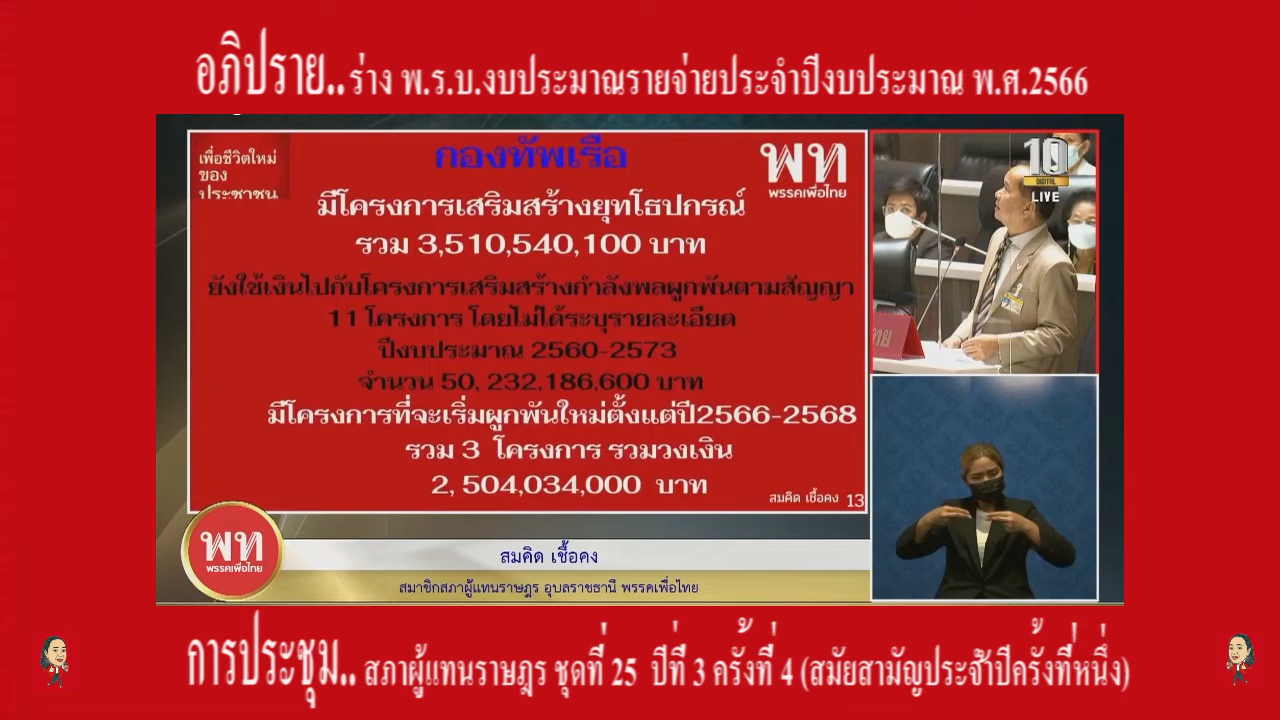 อภิปราย..ร่าง พ.ร.บ.งบประมาณรายจ่ายประจำปีงบประมาณ พ.ศ.2566
เพื่อชีวิตใหม่
ของ
ประชาชน
กองทัพเรือ
พท
พรรคเพื่อไทย
มีโครงการเสริมสร้างยุทโธปกรณ์
รวม 3,510,540,100 บาท
ยังใช้เงินไปกับโครงการเสริมสร้างกำลังพลผูกพันตามสัญญา
11 โครงการ โดยไม่ได้ระบุรายละเอียด
ปีงบประมาณ 2560-2573
จำนวน 50, 232,186,600 บาท
มีโครงการที่จะเริ่มผูกพันใหม่ตั้งแต่ปี2566-2568
รวม 3 โครงการ รวมวงเงิน
2, 504,034,000 บาท
สมคิด เชื้อคง 13
10
DIGITAL
LIVE
ไทย
พท
พรรคเพื่อไทย
สมคิด เชื้อคง
สมาชิกสภาผู้แทนราษฎร อุบลราชธานี พรรคเพื่อไทย
การประชุม.. สภาผู้แทนราษฎร ชุดที่ 25 ปีที่ 3 ครั้งที่ 4 (สมัยสามัญประจำปีครั้งที่หนึ่ง)